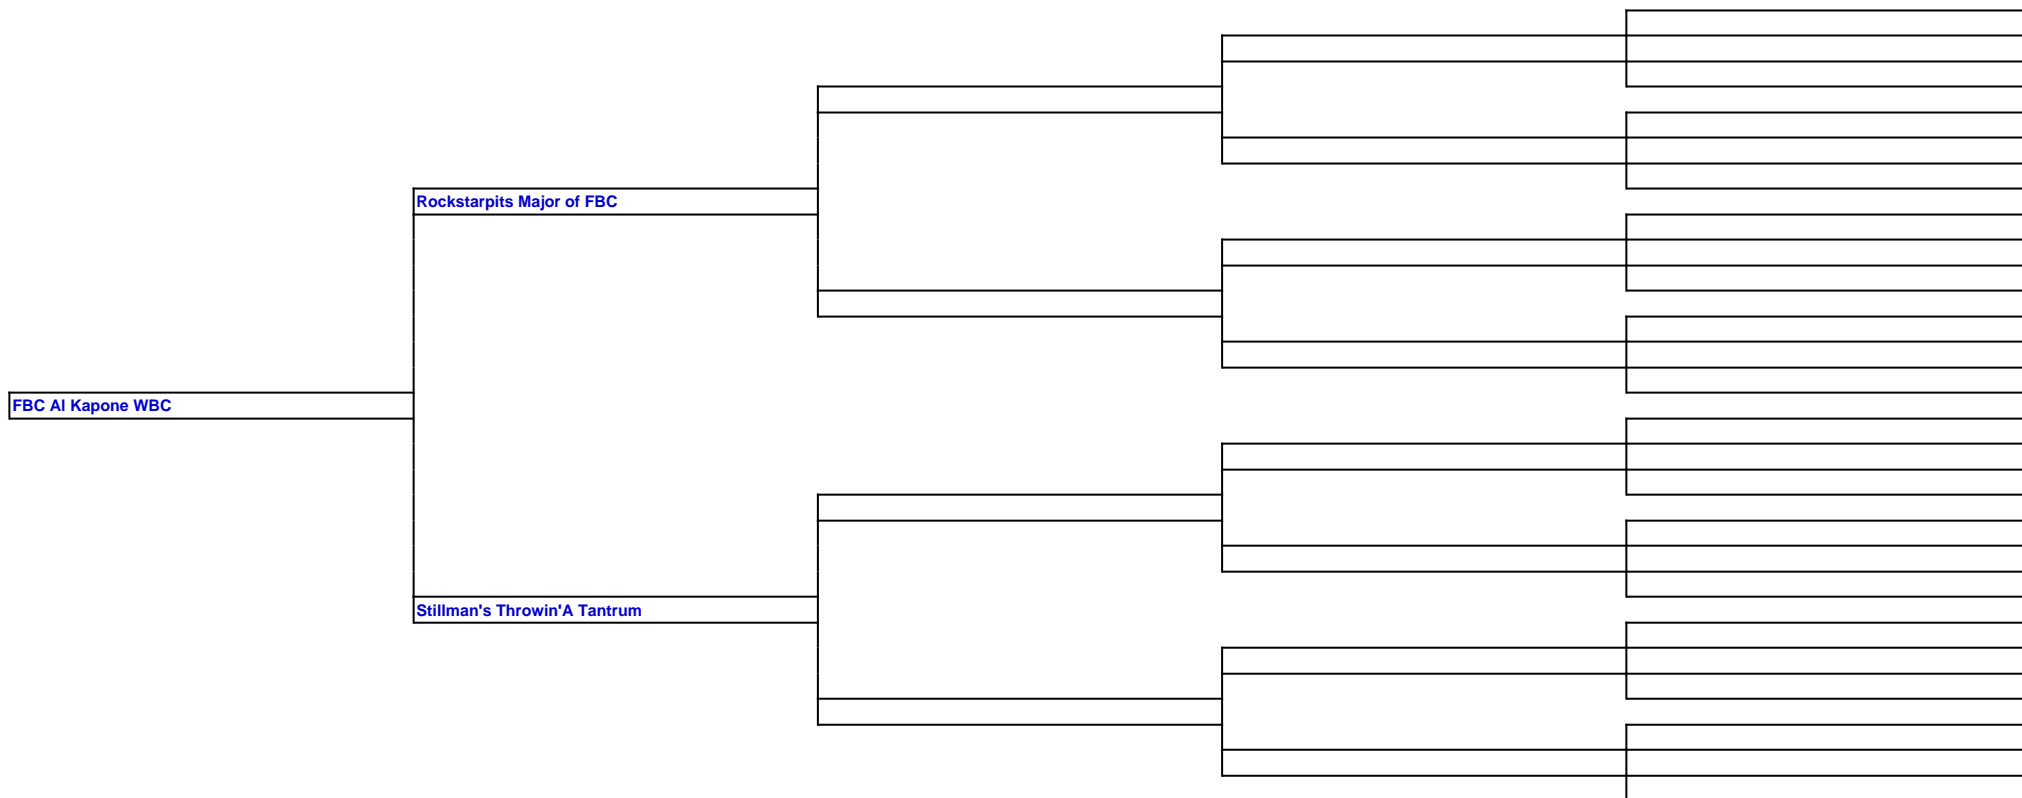 Rockstarpits Major of FBC
FBC Al Kapone WBC
Stillman's Throwin'A Tantrum